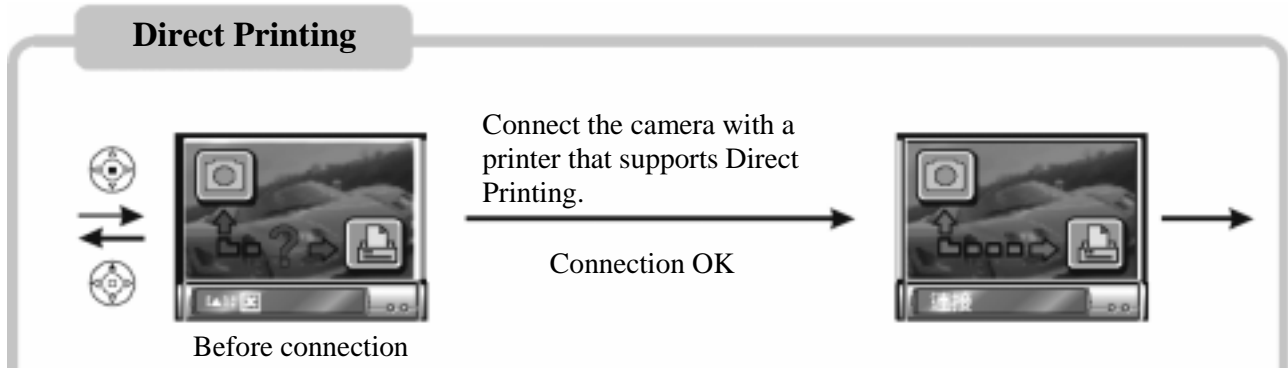 Direct Printing
Connect the camera with a
printer that supports Direct
Printing.
Connection OK
連接
Before connection